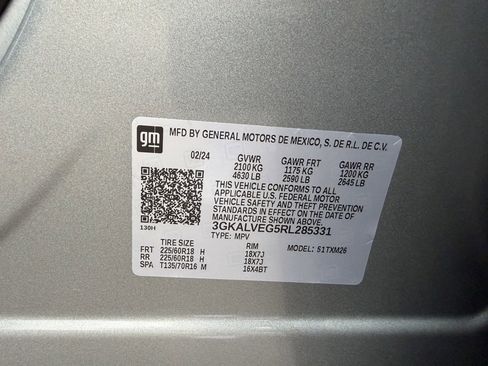 gm
MFD BY GENERAL MOTORS DE MEXICO, S. DE R.L. DE C.V.
02/24 GVWR GAWR FRT GAWR RR
2100 KG 1175 KG 1200 KG
4630 LB 2590 LB 2645 LB
THIS VEHICLE CONFORMS TO ALL
APPLICABLE U.S. FEDERAL MOTOR
VEHICLE SAFETY AND THEFT PREVENTION
STANDARDS IN EFFECT ON THE DATE OF
MANUFACTURE SHOWN ABOVE.
130H
3GKALVEG5RL285331
TYPE: MPV MODEL: 51TXM26
TIRE SIZE RIM
FRT 225/60R18 H 18X7J
RR 225/60R18 H 18X7J
SPA T135/70R16 M 16X4BT